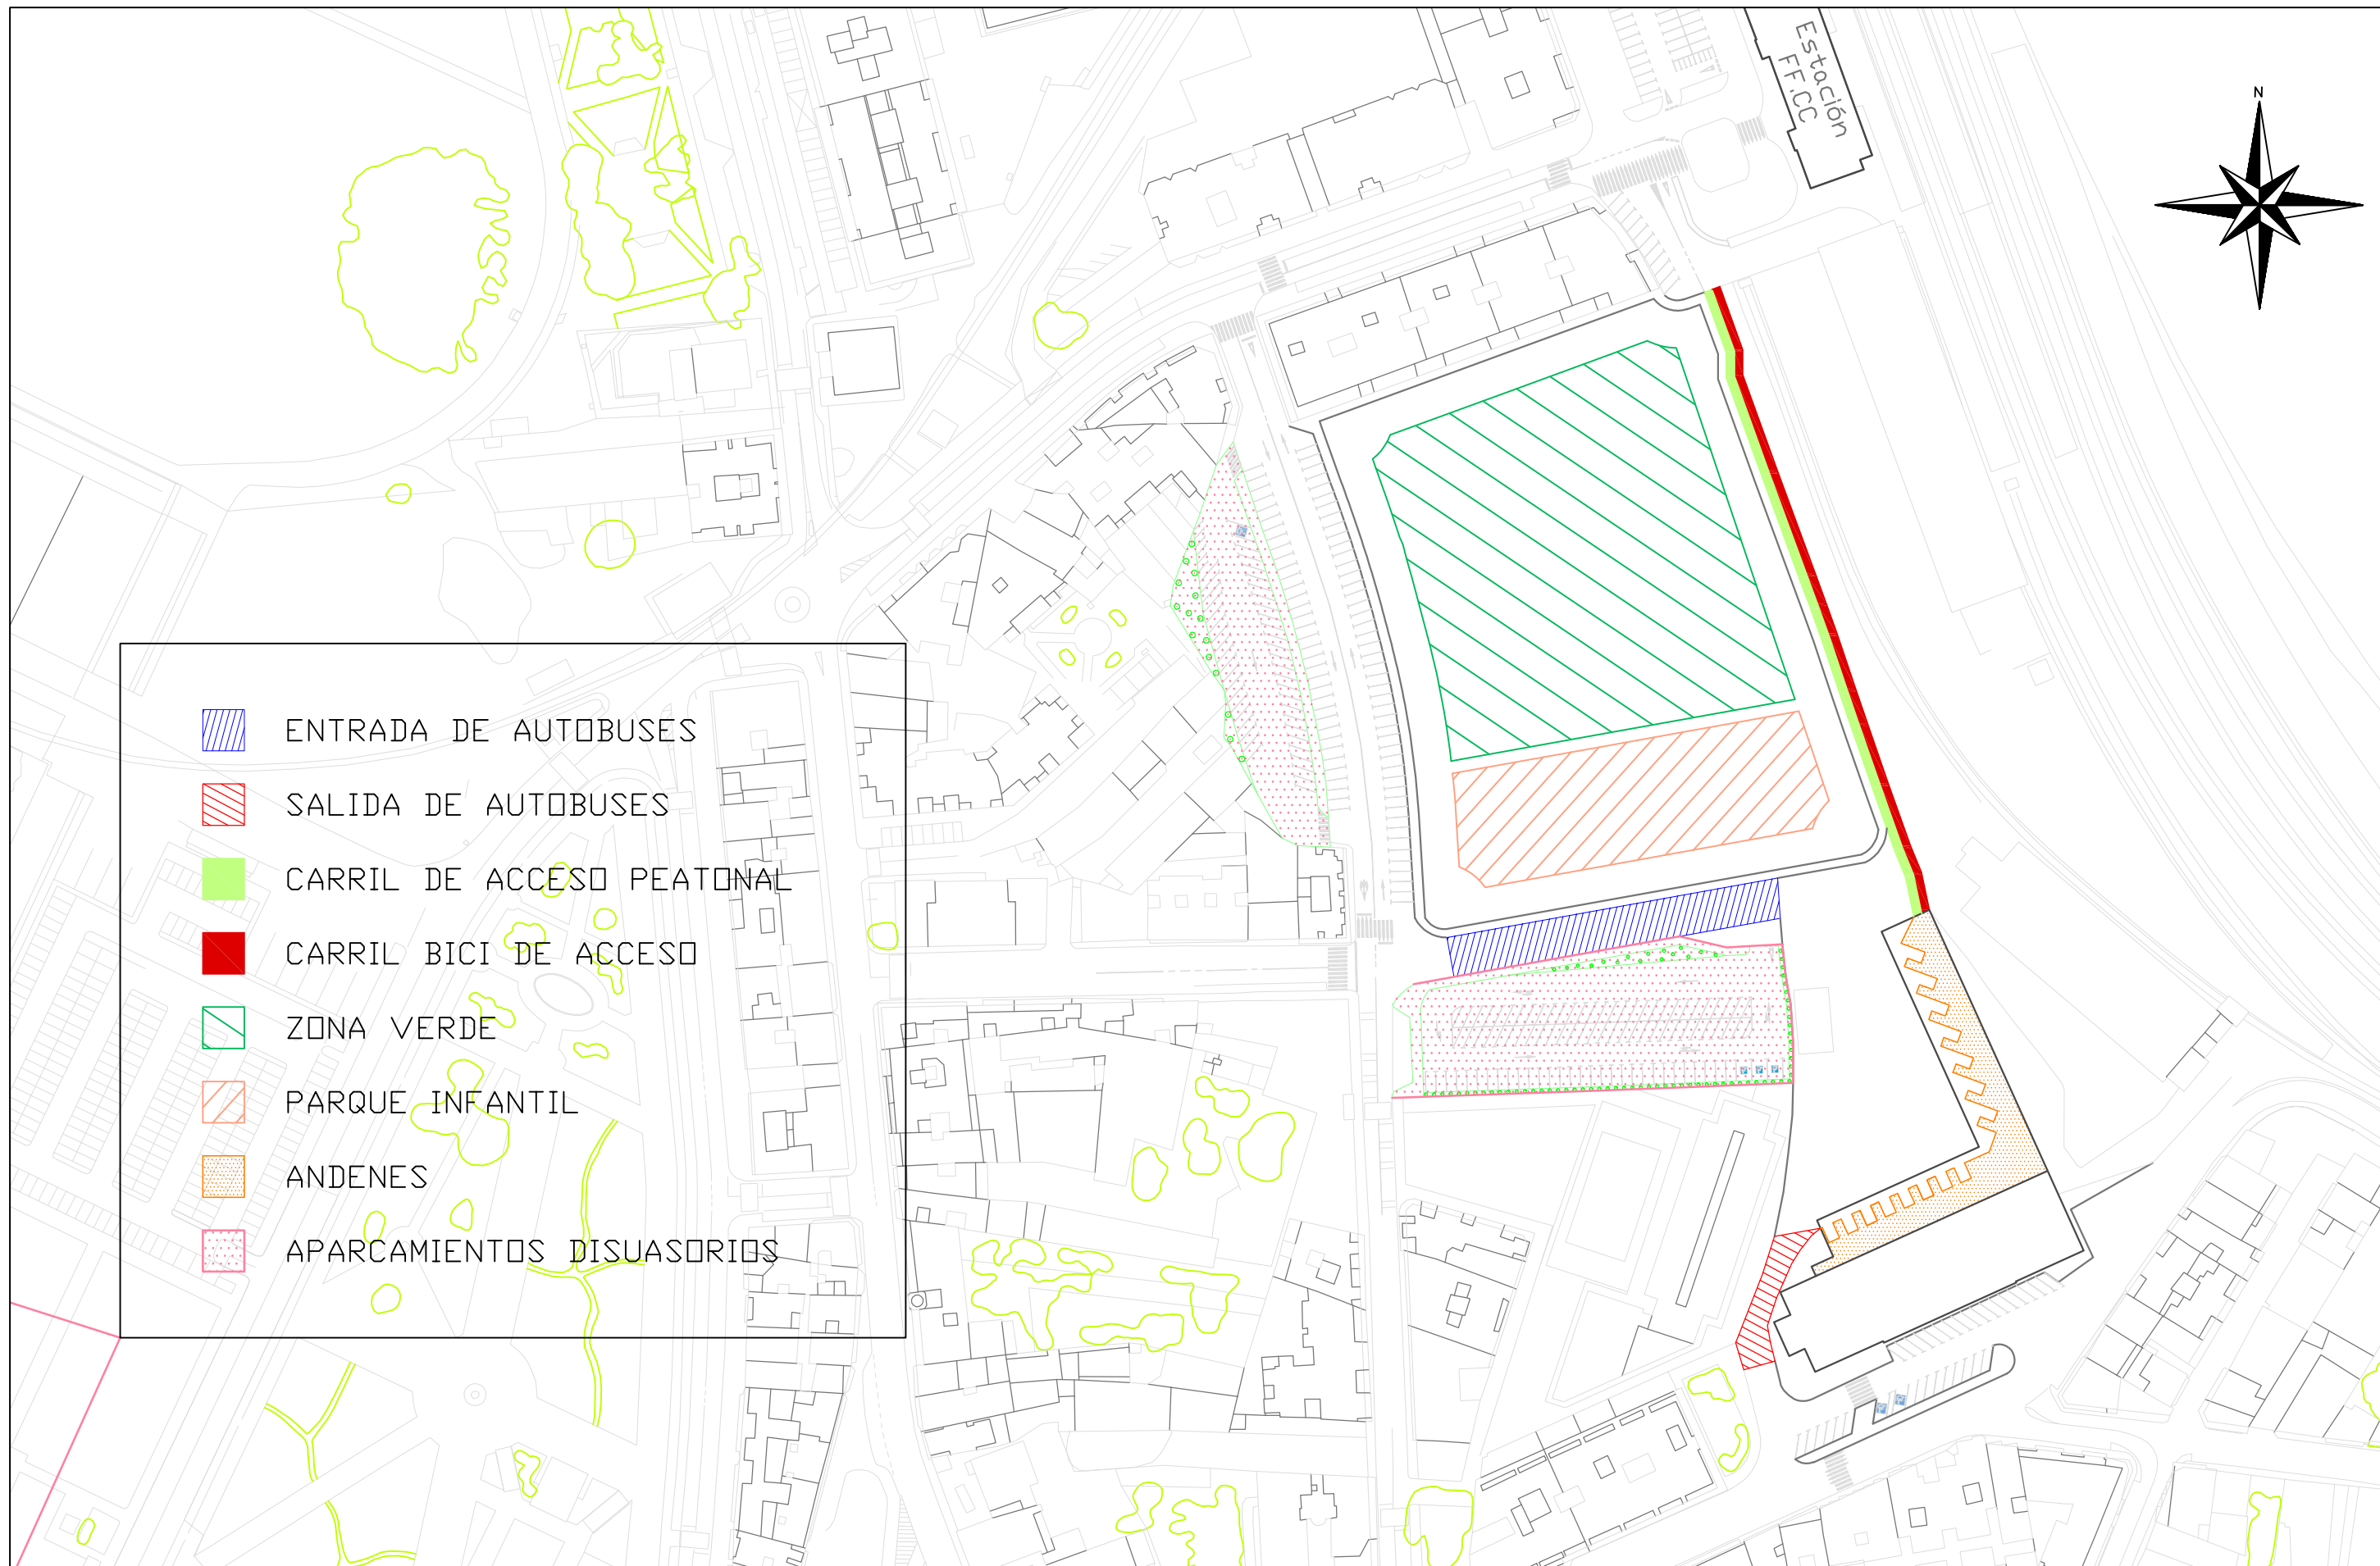 Estación
FF.CC
N
ENTRADA DE AUTOBUSES
SALIDA DE AUTOBUSES
CARRIL DE ACCESO PEATONAL
CARRIL BICI DE ACCESO
ZONA VERDE
PARQUE INFANTIL
ANDENES
APARCAMIENTOS DISUASORIOS